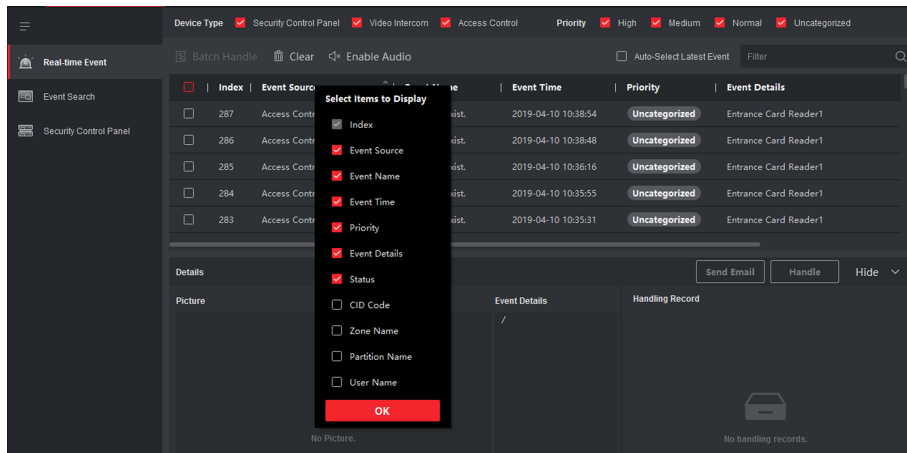 Device Type Security Control Panel Video Intercom Access Control Priority High Medium Normal Uncategorized
Real-time Event
Event Search
Security Control Panel
Batch Handle Clear Enable Audio Auto-Select Latest Event Filter
Index Event Source Event Time Priority Event Details
287 Access Contr xist. 2019-04-10 10:38:54 Uncategorized Entrance Card Reader1
286 Access Contr xist. 2019-04-10 10:38:48 Uncategorized Entrance Card Reader1
285 Access Contr xist. 2019-04-10 10:36:16 Uncategorized Entrance Card Reader1
284 Access Contr xist. 2019-04-10 10:35:55 Uncategorized Entrance Card Reader1
283 Access Contr xist. 2019-04-10 10:35:31 Uncategorized Entrance Card Reader1
Select Items to Display
Index
Event Source
Event Name
Event Time
Priority
Event Details
Status
CID Code
Zone Name
Partition Name
User Name
OK
Details Send Email Handle Hide
Picture Event Details Handling Record
/
No Picture. No handling records.